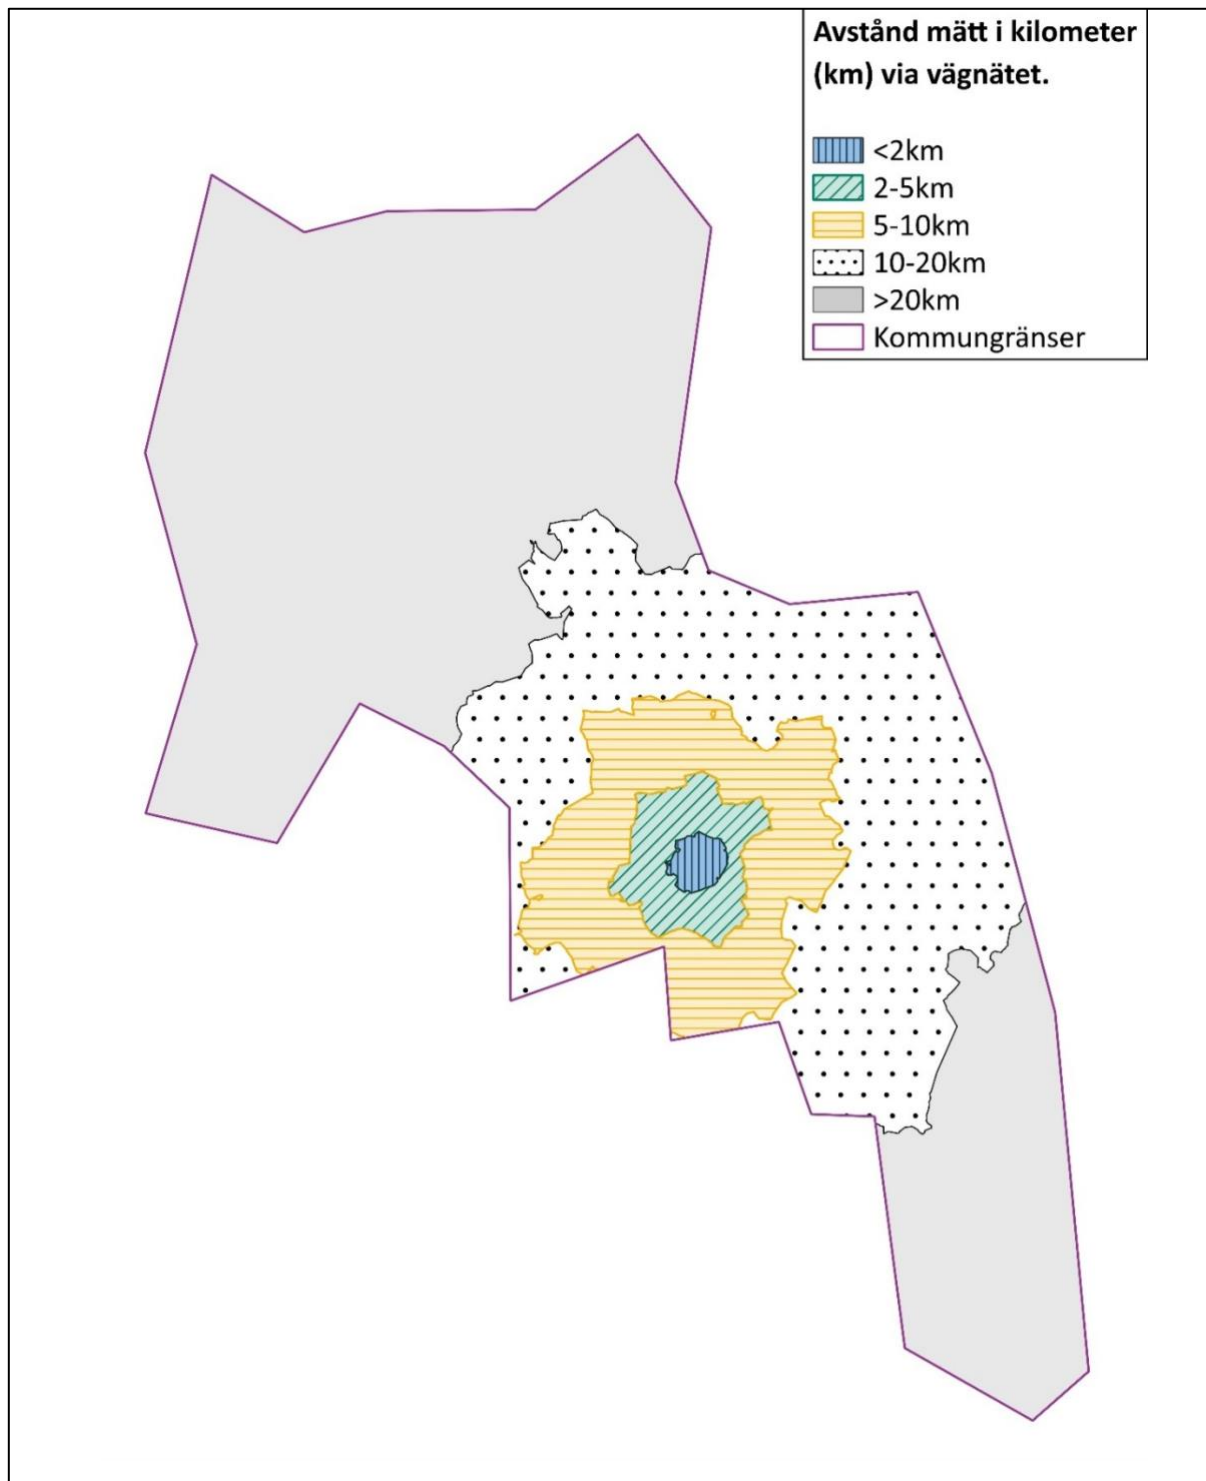 Avstånd mätt i kilometer
(km) via vägnätet.
<2km
2-5km
5-10km
10-20km
>20km
Kommungränser